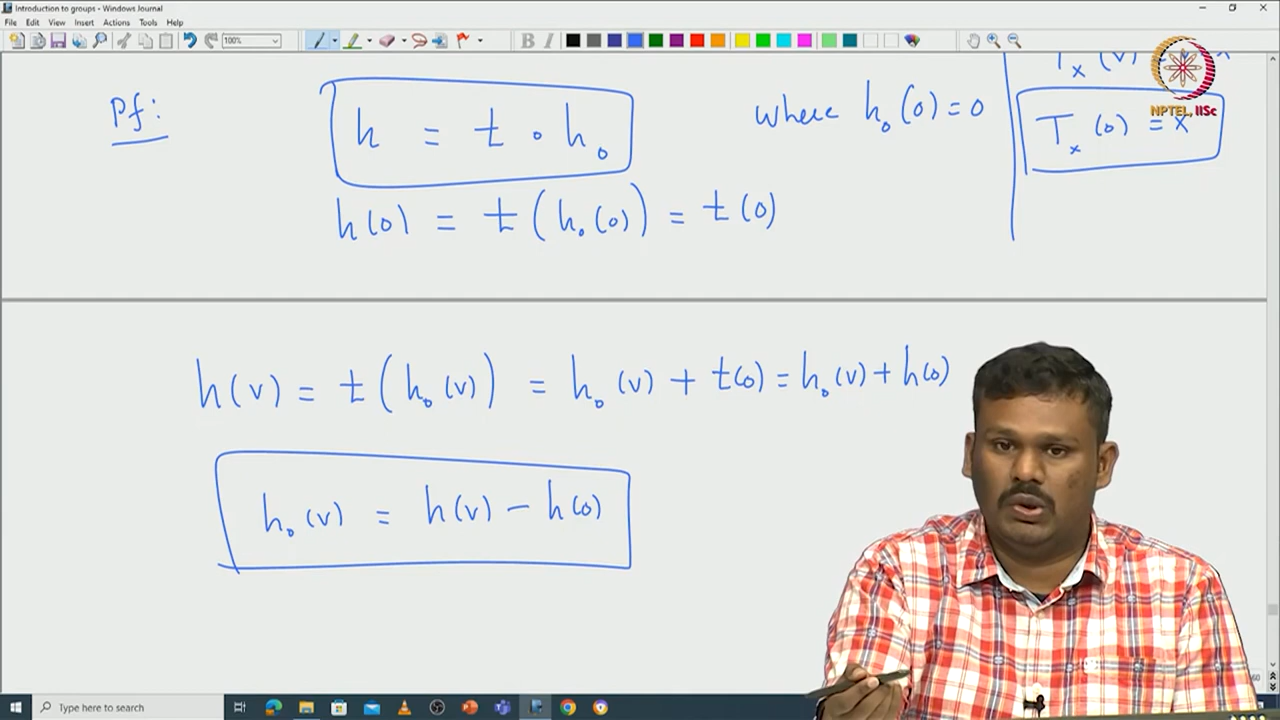 Introduction to groups - Windows Journal
File Edit View Insert Actions Tools Help
100%
B I
NPTEL, IISc
Pf:
h = t ∘ h₀
where h₀(0) = 0
Tₓ(0) = x
h(0) = t(h₀(0)) = t(0)
h(v) = t(h₀(v)) = h₀(v) + t(0) = h₀(v) + h(0)
h₀(v) = h(v) − h(0)
Type here to search